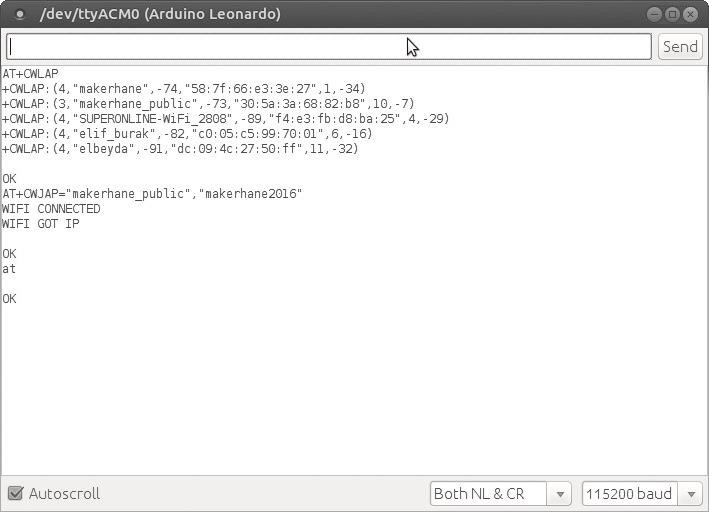 /dev/ttyACM0 (Arduino Leonardo)
Send
AT+CWLAP
+CWLAP:(4,"makerhane",-74,"58:7f:66:e3:3e:27",1,-34)
+CWLAP:(3,"makerhane_public",-73,"30:5a:3a:68:82:b8",10,-7)
+CWLAP:(4,"SUPERONLINE-WiFi_2808",-89,"f4:e3:fb:d8:ba:25",4,-29)
+CWLAP:(4,"elif_burak",-82,"c0:05:c5:99:70:01",6,-16)
+CWLAP:(4,"elbeyda",-91,"dc:09:4c:27:50:ff",11,-32)
OK
AT+CWJAP="makerhane_public","makerhane2016"
WIFI CONNECTED
WIFI GOT IP
OK
at
OK
Autoscroll
Both NL & CR
115200 baud